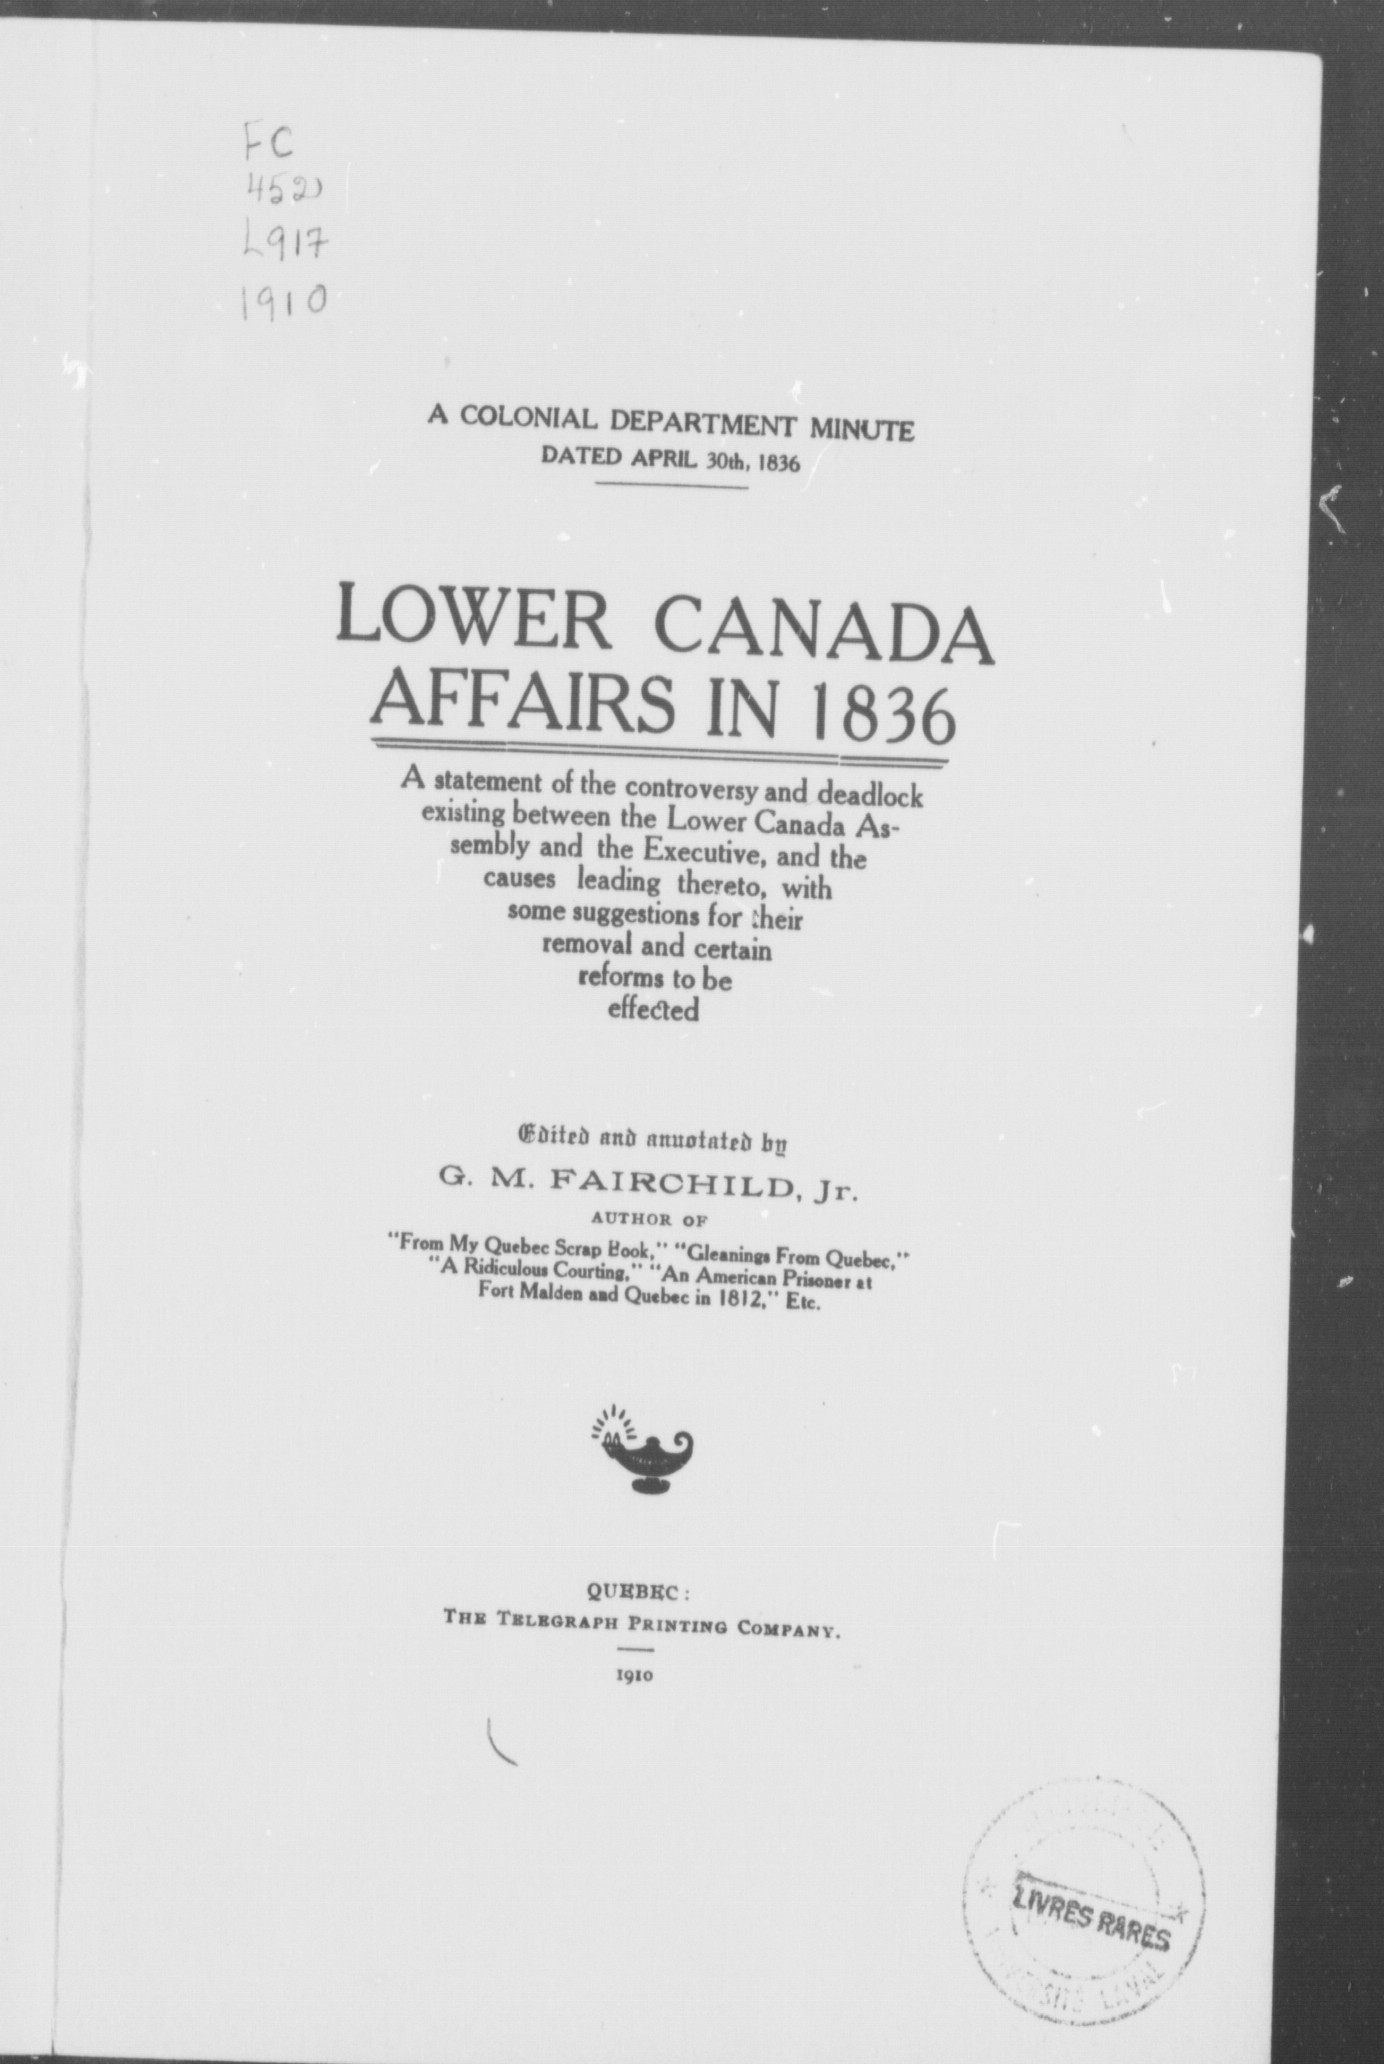 FC
452
L917
1910
A COLONIAL DEPARTMENT MINUTE
DATED APRIL 30th, 1836
LOWER CANADA
AFFAIRS IN 1836
A statement of the controversy and deadlock
existing between the Lower Canada As-
sembly and the Executive, and the
causes leading thereto, with
some suggestions for their
removal and certain
reforms to be
effected
Edited and annotated by
G. M. FAIRCHILD, Jr.
AUTHOR OF
"From My Quebec Scrap Book," "Gleanings From Quebec,"
"A Ridiculous Courting," "An American Prisoner at
Fort Malden and Quebec in 1812," Etc.
QUEBEC:
THE TELEGRAPH PRINTING COMPANY.
1910
LIVRES RARES
UNIVERSITÉ LAVAL